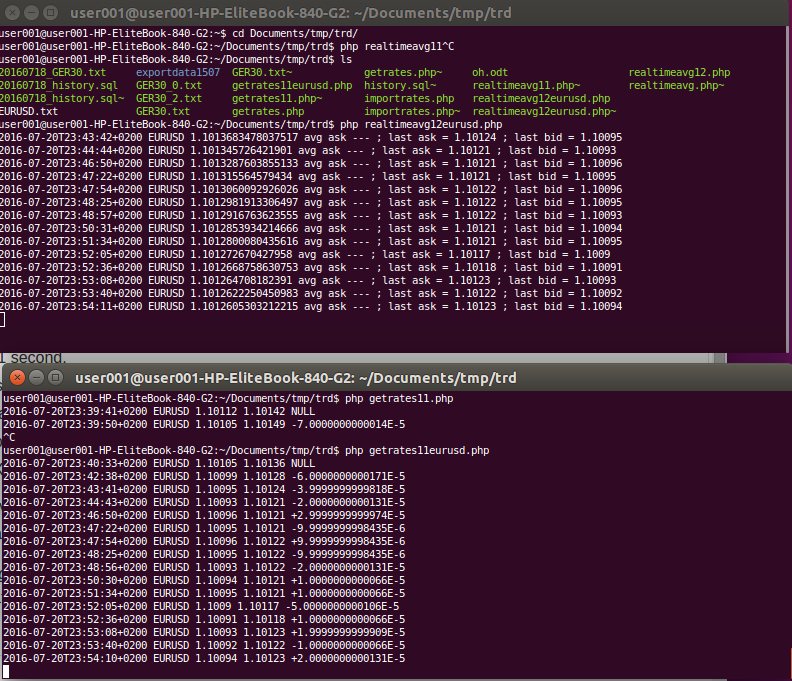 user001@user001-HP-EliteBook-840-G2: ~/Documents/tmp/trd
user001@user001-HP-EliteBook-840-G2:~$ cd Documents/tmp/trd/
user001@user001-HP-EliteBook-840-G2:~/Documents/tmp/trd$ php realtimeavg11^C
user001@user001-HP-EliteBook-840-G2:~/Documents/tmp/trd$ ls
20160718_GER30.txt exportdata1507 GER30.txt~ getrates.php~ oh.odt realtimeavg12.php
20160718_history.sql GER30_0.txt getrates11eurusd.php history.sql~ realtimeavg11.php~ realtimeavg.php~
20160718_history.sql~ GER30_2.txt getrates11.php~ importrates.php realtimeavg12eurusd.php
EURUSD.txt GER30.txt getrates.php importrates.php~ realtimeavg12eurusd.php~
user001@user001-HP-EliteBook-840-G2:~/Documents/tmp/trd$ php realtimeavg12eurusd.php
2016-07-20T23:43:42+0200 EURUSD 1.1013683478037517 avg ask --- ; last ask = 1.10124 ; last bid = 1.10095
2016-07-20T23:44:44+0200 EURUSD 1.101345726421901 avg ask --- ; last ask = 1.10121 ; last bid = 1.10093
2016-07-20T23:46:50+0200 EURUSD 1.1013287603855133 avg ask --- ; last ask = 1.10121 ; last bid = 1.10096
2016-07-20T23:47:22+0200 EURUSD 1.101315564579434 avg ask --- ; last ask = 1.10121 ; last bid = 1.10095
2016-07-20T23:47:54+0200 EURUSD 1.1013060092926026 avg ask --- ; last ask = 1.10122 ; last bid = 1.10096
2016-07-20T23:48:25+0200 EURUSD 1.1012981913306497 avg ask --- ; last ask = 1.10122 ; last bid = 1.10095
2016-07-20T23:48:57+0200 EURUSD 1.1012916763623555 avg ask --- ; last ask = 1.10122 ; last bid = 1.10093
2016-07-20T23:50:31+0200 EURUSD 1.1012853934214666 avg ask --- ; last ask = 1.10121 ; last bid = 1.10094
2016-07-20T23:51:34+0200 EURUSD 1.1012800080435616 avg ask --- ; last ask = 1.10121 ; last bid = 1.10095
2016-07-20T23:52:05+0200 EURUSD 1.101272670427958 avg ask --- ; last ask = 1.10117 ; last bid = 1.1009
2016-07-20T23:52:36+0200 EURUSD 1.1012668758630753 avg ask --- ; last ask = 1.10118 ; last bid = 1.10091
2016-07-20T23:53:08+0200 EURUSD 1.101264708182391 avg ask --- ; last ask = 1.10123 ; last bid = 1.10093
2016-07-20T23:53:40+0200 EURUSD 1.1012622250450983 avg ask --- ; last ask = 1.10122 ; last bid = 1.10092
2016-07-20T23:54:11+0200 EURUSD 1.1012605303212215 avg ask --- ; last ask = 1.10123 ; last bid = 1.10094
second.
user001@user001-HP-EliteBook-840-G2: ~/Documents/tmp/trd
user001@user001-HP-EliteBook-840-G2:~/Documents/tmp/trd$ php getrates11.php
2016-07-20T23:39:41+0200 EURUSD 1.10112 1.10142 NULL
2016-07-20T23:39:50+0200 EURUSD 1.10105 1.10149 -7.0000000000014E-5
^C
user001@user001-HP-EliteBook-840-G2:~/Documents/tmp/trd$ php getrates11eurusd.php
2016-07-20T23:40:33+0200 EURUSD 1.10105 1.10136 NULL
2016-07-20T23:42:38+0200 EURUSD 1.10099 1.10128 -6.0000000000171E-5
2016-07-20T23:43:41+0200 EURUSD 1.10095 1.10124 -3.9999999999818E-5
2016-07-20T23:44:43+0200 EURUSD 1.10093 1.10121 -2.0000000000131E-5
2016-07-20T23:46:50+0200 EURUSD 1.10096 1.10121 +2.9999999999974E-5
2016-07-20T23:47:22+0200 EURUSD 1.10095 1.10121 -9.9999999998435E-6
2016-07-20T23:47:54+0200 EURUSD 1.10096 1.10122 +9.9999999998435E-6
2016-07-20T23:48:25+0200 EURUSD 1.10095 1.10122 -9.9999999998435E-6
2016-07-20T23:48:56+0200 EURUSD 1.10093 1.10122 -2.0000000000131E-5
2016-07-20T23:50:30+0200 EURUSD 1.10094 1.10121 +1.0000000000066E-5
2016-07-20T23:51:34+0200 EURUSD 1.10095 1.10121 +1.0000000000066E-5
2016-07-20T23:52:05+0200 EURUSD 1.1009 1.10117 -5.0000000000106E-5
2016-07-20T23:52:36+0200 EURUSD 1.10091 1.10118 +1.0000000000066E-5
2016-07-20T23:53:08+0200 EURUSD 1.10093 1.10123 +1.9999999999909E-5
2016-07-20T23:53:40+0200 EURUSD 1.10092 1.10122 -1.0000000000066E-5
2016-07-20T23:54:10+0200 EURUSD 1.10094 1.10123 +2.0000000000131E-5